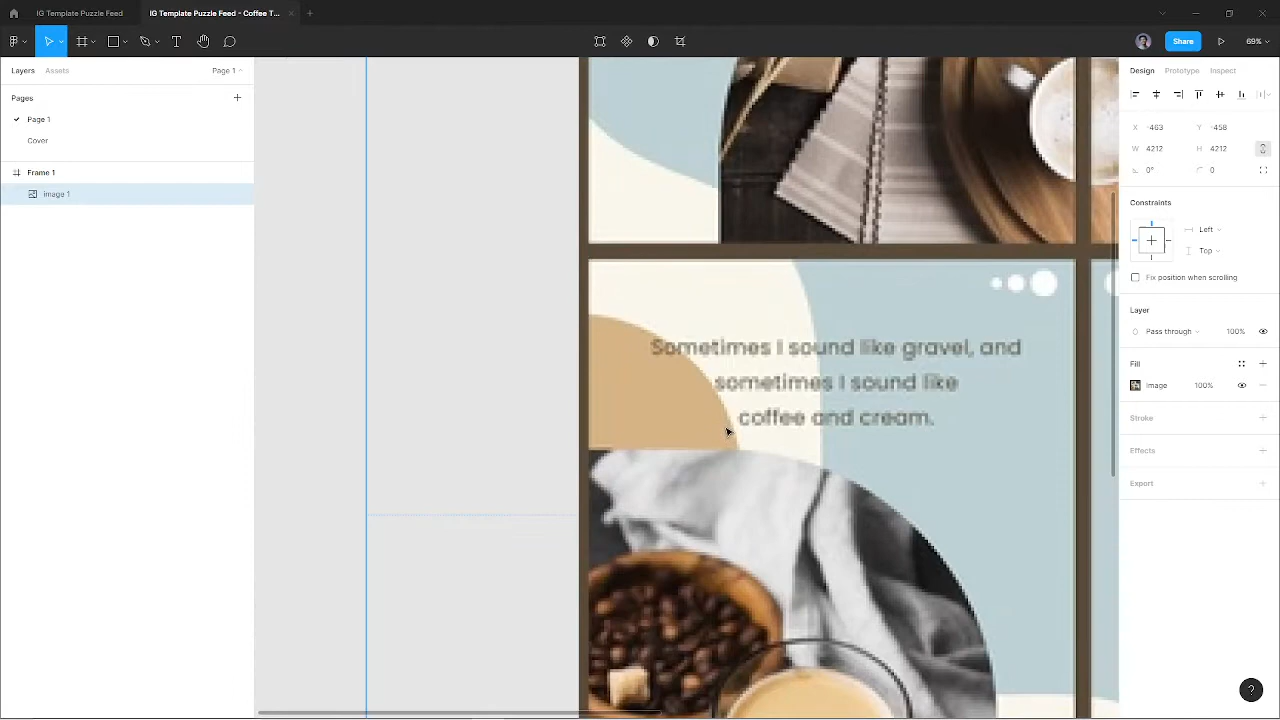 IG Template Puzzle Feed
IG Template Puzzle Feed - Coffee T...
Share
69%
Layers
Assets
Page 1
Design
Prototype
Inspect
Pages
Page 1
Cover
Frame 1
image 1
X
-463
Y
-458
W
4212
H
4212
0°
0
Constraints
Left
Top
Fix position when scrolling
Layer
Pass through
100%
Fill
Image
100%
Stroke
Effects
Export
Sometimes I sound like gravel, and
sometimes I sound like
coffee and cream.
?